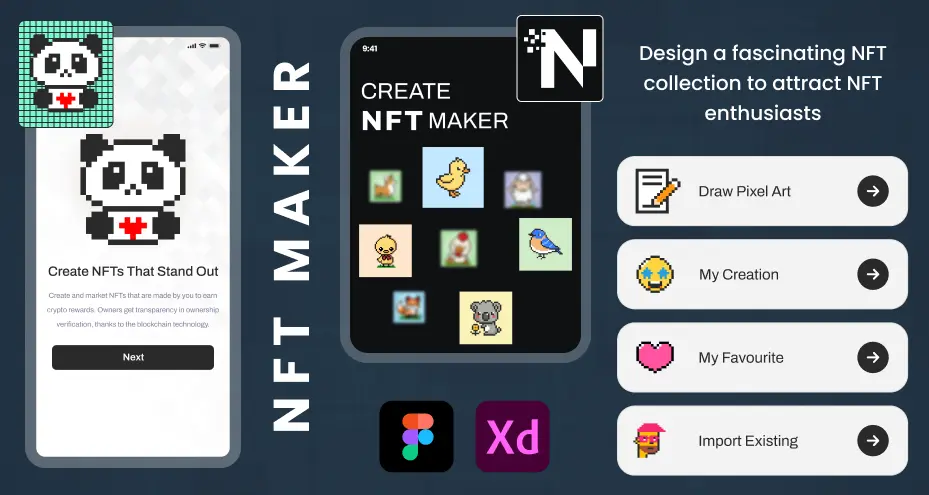 Create NFTs That Stand Out
Create and market NFTs that are made by you to earn
crypto rewards. Owners get transparency in ownership
verification, thanks to the blockchain technology.
Next
NFT MAKER
9:41
N
CREATE
NFT MAKER
Xd
Design a fascinating NFT
collection to attract NFT
enthusiasts
Draw Pixel Art
My Creation
My Favourite
Import Existing